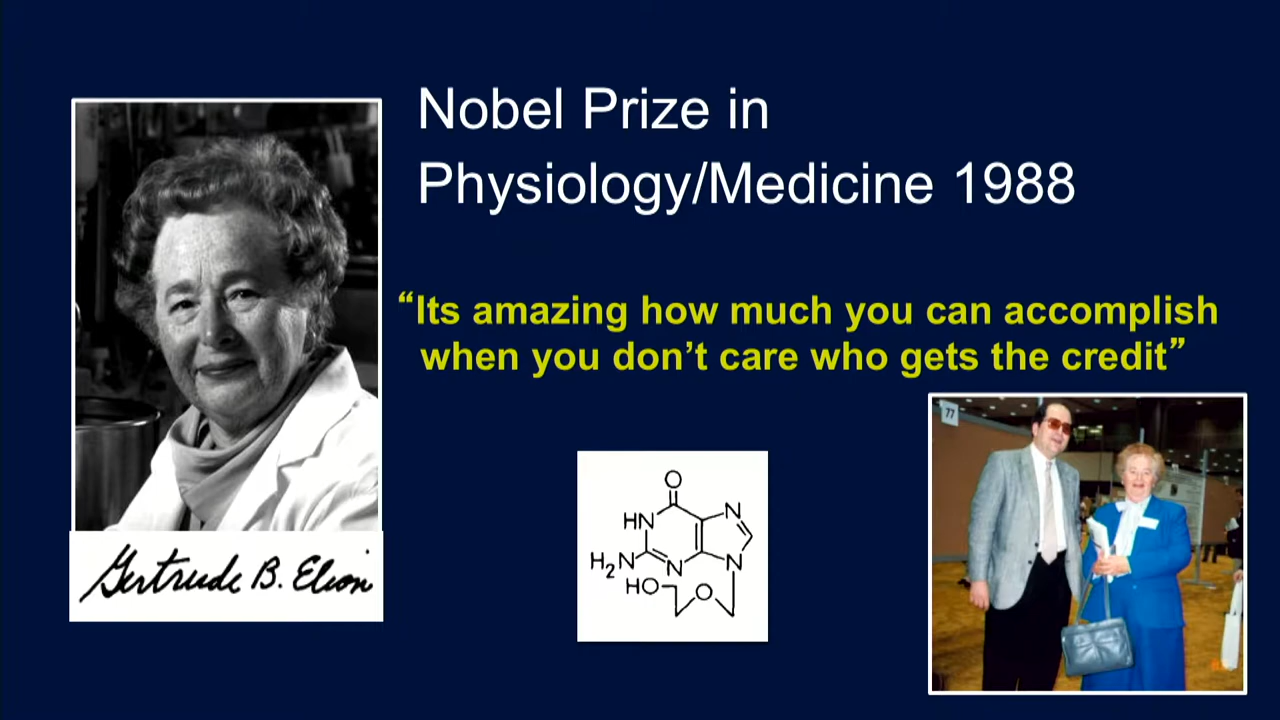 Nobel Prize in
Physiology/Medicine 1988
“Its amazing how much you can accomplish
when you don’t care who gets the credit”
Gertrude B. Elion
O
HN
N
H2N
N
N
HO
O
77